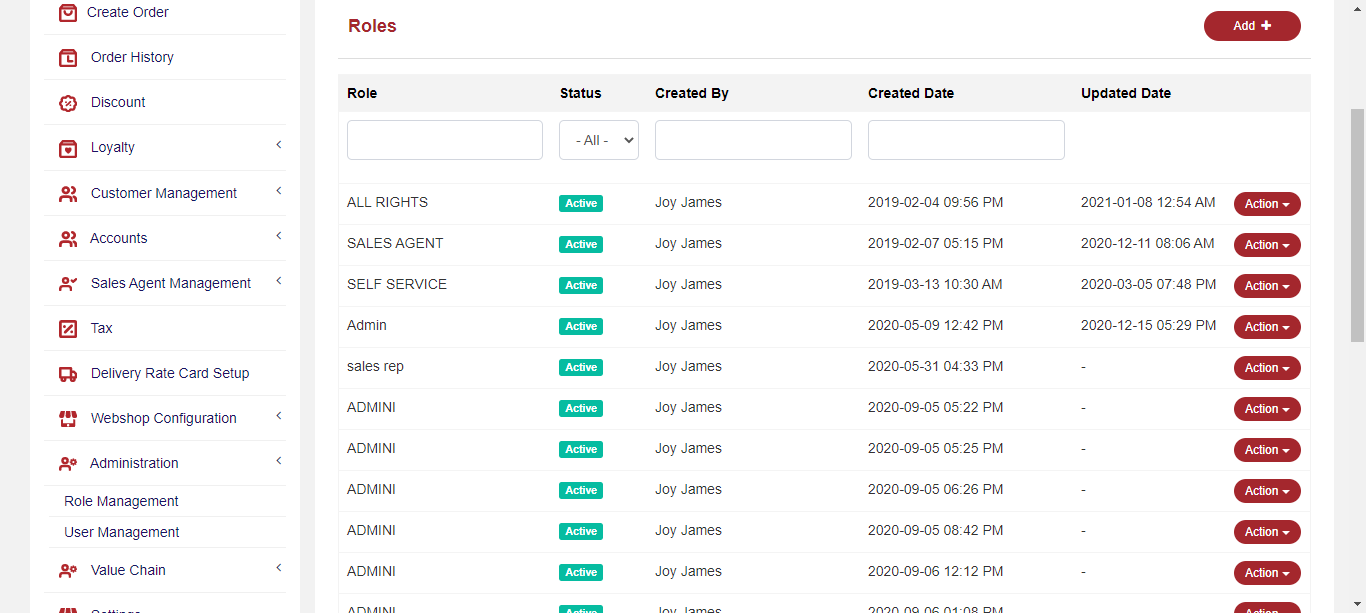 Create Order
Order History
Discount
Loyalty
Customer Management
Accounts
Sales Agent Management
Tax
Delivery Rate Card Setup
Webshop Configuration
Administration
Role Management
User Management
Value Chain
Settings
Roles
Add +
Role Status Created By Created Date Updated Date
- All -
ALL RIGHTS Active Joy James 2019-02-04 09:56 PM 2021-01-08 12:54 AM Action
SALES AGENT Active Joy James 2019-02-07 05:15 PM 2020-12-11 08:06 AM Action
SELF SERVICE Active Joy James 2019-03-13 10:30 AM 2020-03-05 07:48 PM Action
Admin Active Joy James 2020-05-09 12:42 PM 2020-12-15 05:29 PM Action
sales rep Active Joy James 2020-05-31 04:33 PM - Action
ADMINI Active Joy James 2020-09-05 05:22 PM - Action
ADMINI Active Joy James 2020-09-05 05:25 PM - Action
ADMINI Active Joy James 2020-09-05 06:26 PM - Action
ADMINI Active Joy James 2020-09-05 08:42 PM - Action
ADMINI Active Joy James 2020-09-06 12:12 PM - Action
ADMINI Active Joy James 2020-09-06 01:08 PM Action